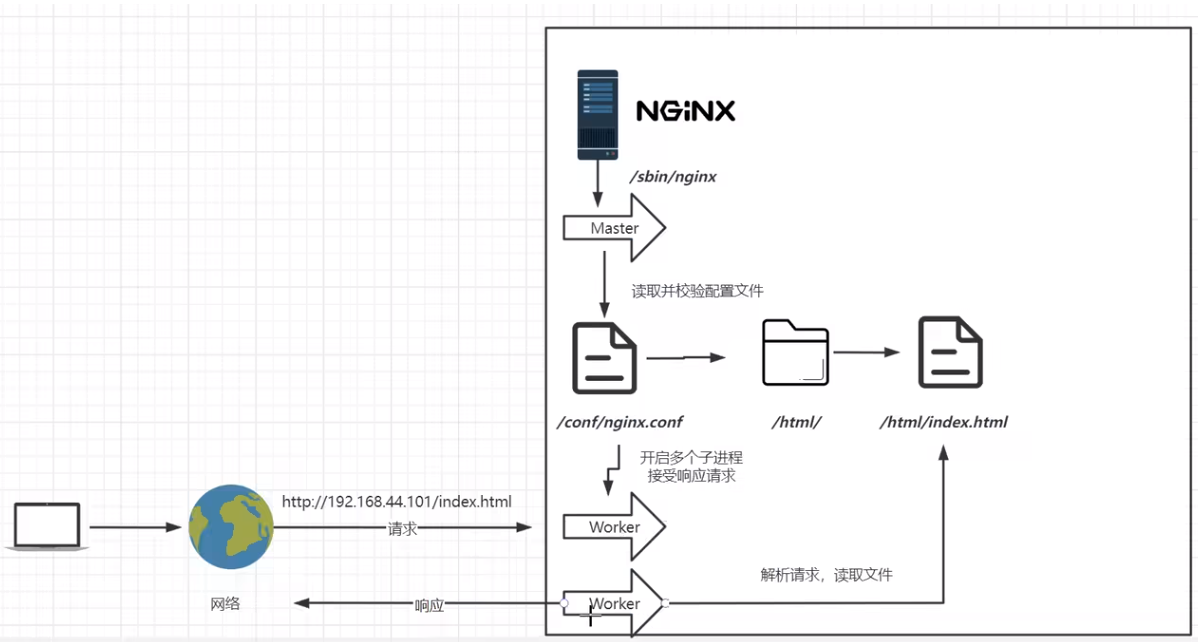 NGiNX
/sbin/nginx
Master
读取并校验配置文件
/conf/nginx.conf
/html/
/html/index.html
开启多个子进程
接受响应请求
http://192.168.44.101/index.html
请求
Worker
解析请求，读取文件
网络
响应
Worker